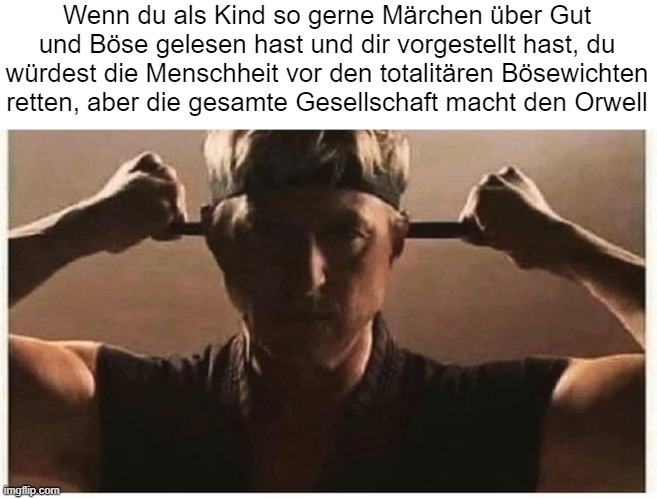 Wenn du als Kind so gerne Märchen über Gut
und Böse gelesen hast und dir vorgestellt hast, du
würdest die Menschheit vor den totalitären Bösewichten
retten, aber die gesamte Gesellschaft macht den Orwell
imgflip.com